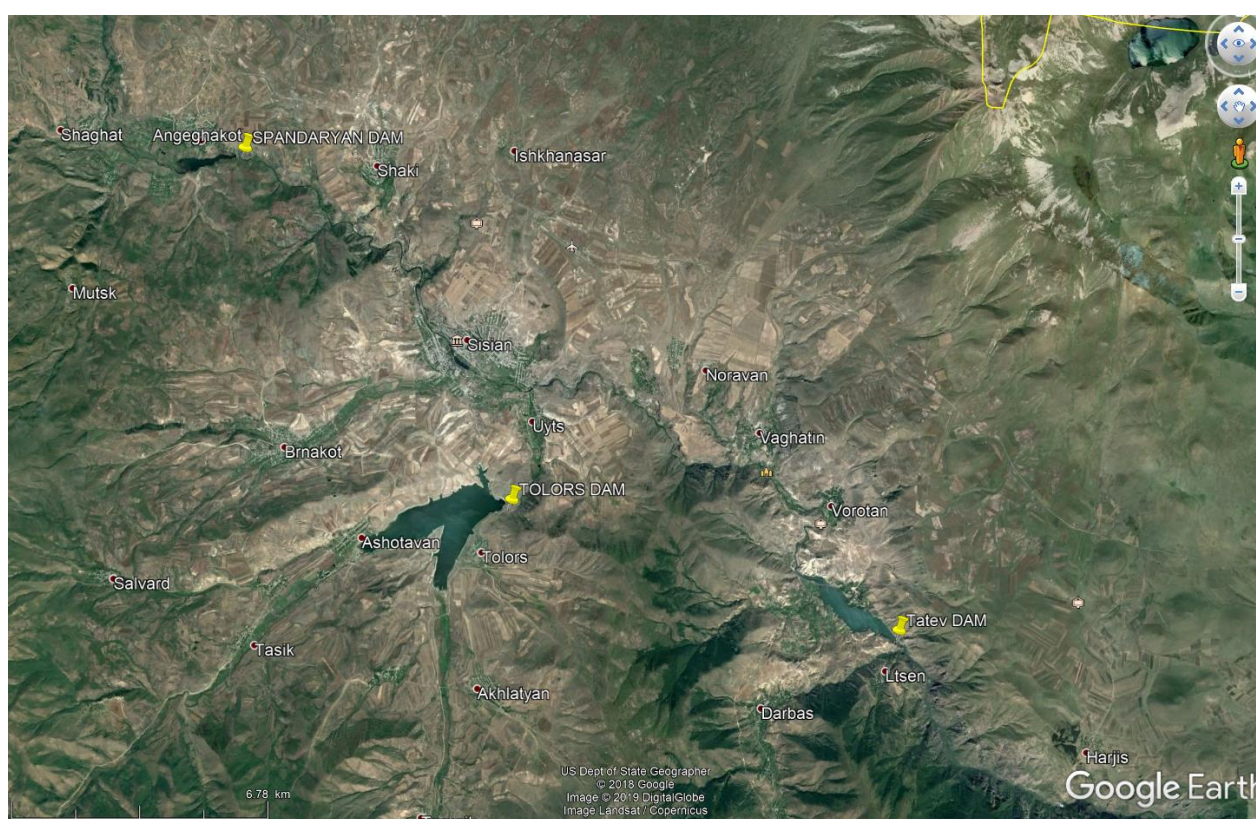 Shaghat
Angeghakot
SPANDARYAN DAM
Shaki
Ishkhanasar
Mutsk
Sisian
Noravan
Uyts
Vaghatin
Brnakot
TOLORS DAM
Vorotan
Ashotavan
Tolors
Salvard
Tatev DAM
Tasik
Ltsen
Akhlatyan
Darbas
Harjis
US Dept of State Geographer
© 2018 Google
Image © 2019 DigitalGlobe
Image Landsat / Copernicus
Google Earth
6.78 km